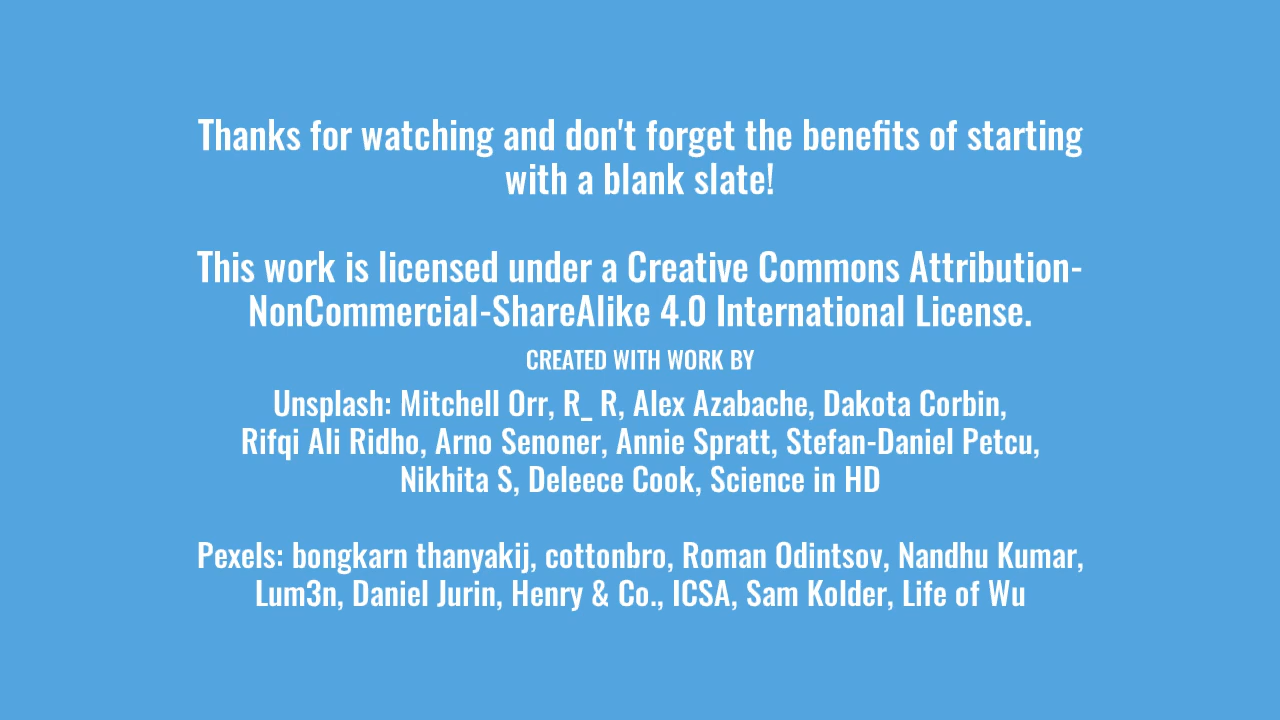 Thanks for watching and don't forget the benefits of starting
with a blank slate!
This work is licensed under a Creative Commons Attribution-
NonCommercial-ShareAlike 4.0 International License.
CREATED WITH WORK BY
Unsplash: Mitchell Orr, R_ R, Alex Azabache, Dakota Corbin,
Rifqi Ali Ridho, Arno Senoner, Annie Spratt, Stefan-Daniel Petcu,
Nikhita S, Deleece Cook, Science in HD
Pexels: bongkarn thanyakij, cottonbro, Roman Odintsov, Nandhu Kumar,
Lum3n, Daniel Jurin, Henry & Co., ICSA, Sam Kolder, Life of Wu